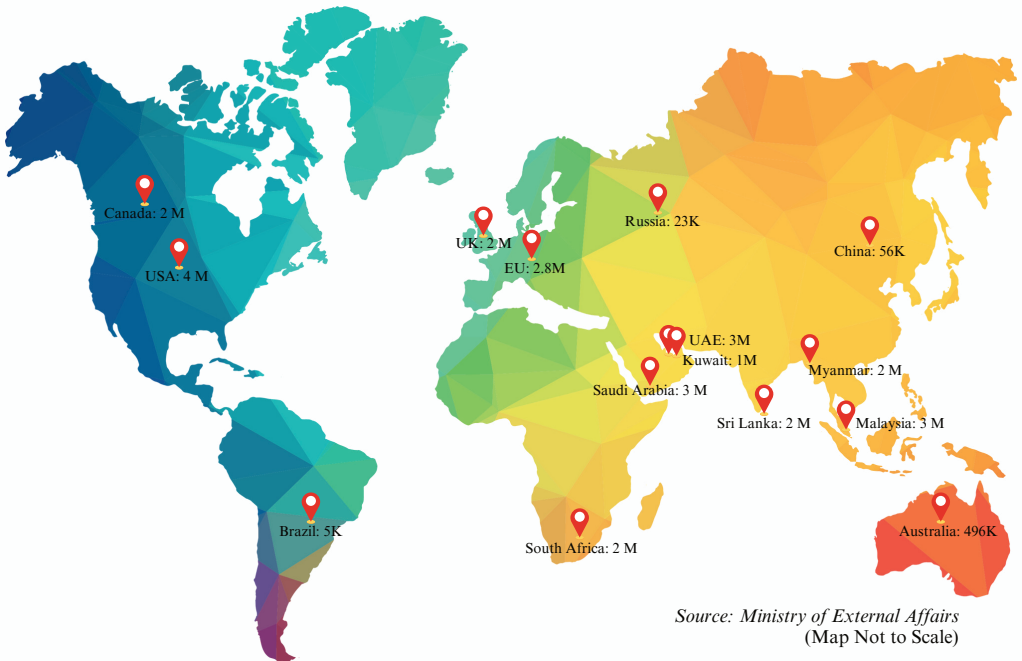 Canada: 2 M
UK: 2 M
Russia: 23K
China: 56K
EU: 2.8M
USA: 4 M
UAE: 3M
Kuwait: 1M
Myanmar: 2 M
Saudi Arabia: 3 M
Sri Lanka: 2 M
Malaysia: 3 M
Brazil: 5K
Australia: 496K
South Africa: 2 M
Source: Ministry of External Affairs
(Map Not to Scale)